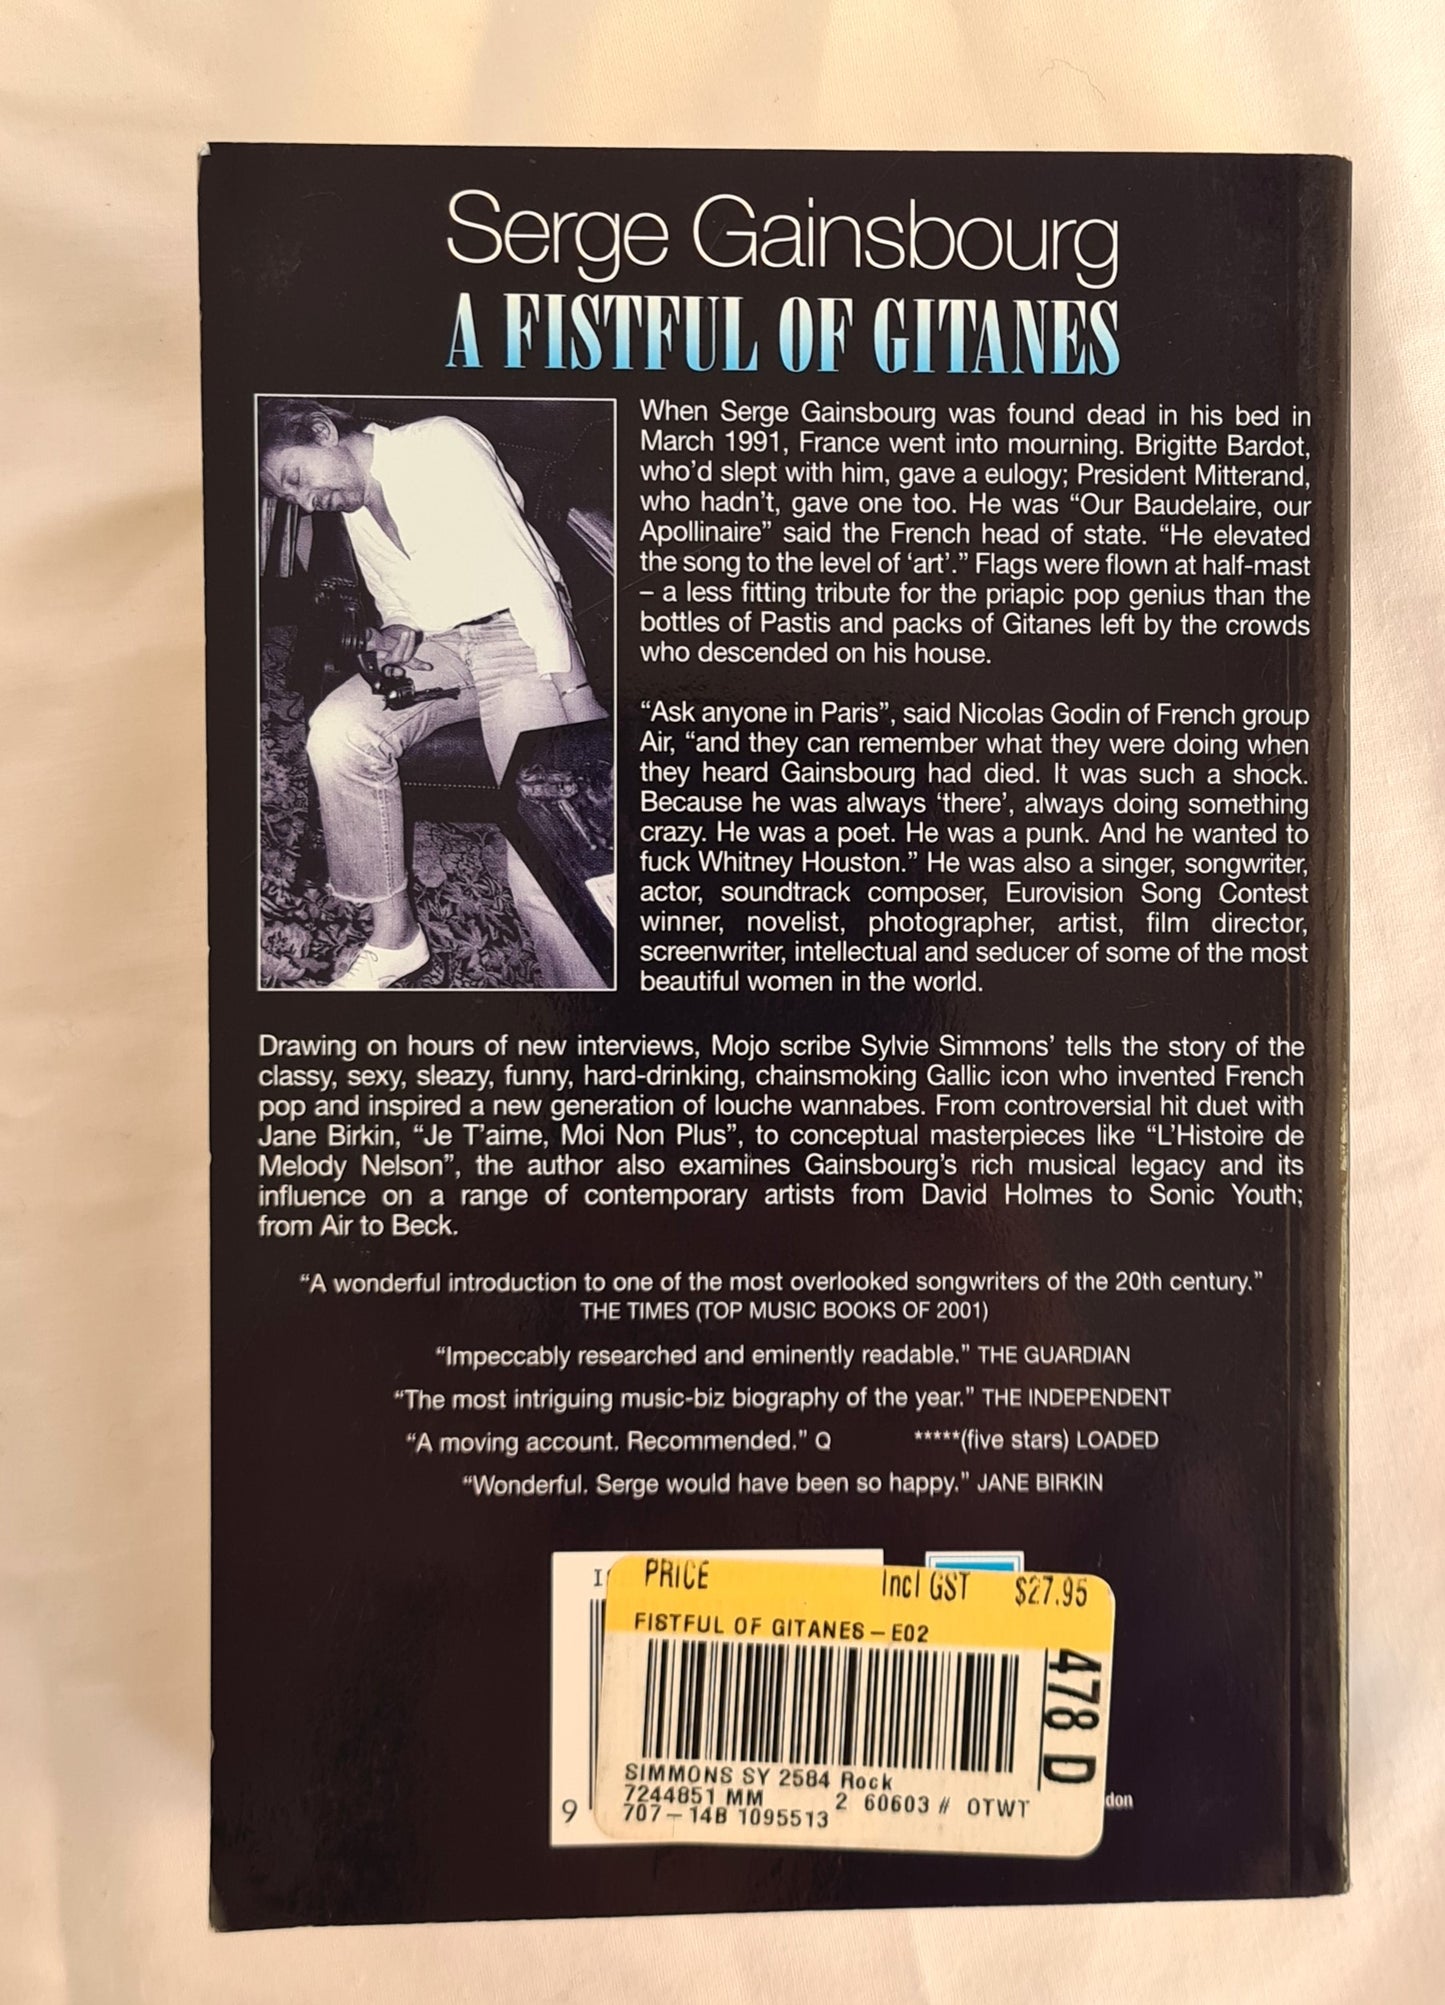 Serge Gainsbourg
A FISTFUL OF GITANES
When Serge Gainsbourg was found dead in his bed in
March 1991, France went into mourning. Brigitte Bardot,
who'd slept with him, gave a eulogy; President Mitterand,
who hadn't, gave one too. He was “Our Baudelaire, our
Apollinaire” said the French head of state. “He elevated
the song to the level of ‘art’.” Flags were flown at half-mast
– a less fitting tribute for the priapic pop genius than the
bottles of Pastis and packs of Gitanes left by the crowds
who descended on his house.
“Ask anyone in Paris”, said Nicolas Godin of French group
Air, “and they can remember what they were doing when
they heard Gainsbourg had died. It was such a shock.
Because he was always ‘there’, always doing something
crazy. He was a poet. He was a punk. And he wanted to
fuck Whitney Houston.” He was also a singer, songwriter,
actor, soundtrack composer, Eurovision Song Contest
winner, novelist, photographer, artist, film director,
screenwriter, intellectual and seducer of some of the most
beautiful women in the world.
Drawing on hours of new interviews, Mojo scribe Sylvie Simmons’ tells the story of the
classy, sexy, sleazy, funny, hard-drinking, chainsmoking Gallic icon who invented French
pop and inspired a new generation of louche wannabes. From controversial hit duet with
Jane Birkin, “Je T’aime, Moi Non Plus”, to conceptual masterpieces like “L’Histoire de
Melody Nelson”, the author also examines Gainsbourg’s rich musical legacy and its
influence on a range of contemporary artists from David Holmes to Sonic Youth;
from Air to Beck.
“A wonderful introduction to one of the most overlooked songwriters of the 20th century.”
THE TIMES (TOP MUSIC BOOKS OF 2001)
“Impeccably researched and eminently readable.” THE GUARDIAN
“The most intriguing music-biz biography of the year.” THE INDEPENDENT
“A moving account. Recommended.” Q *****(five stars) LOADED
“Wonderful. Serge would have been so happy.” JANE BIRKIN
PRICE Incl GST $27.95
FISTFUL OF GITANES – E02
478 D
SIMMONS SY 2584 Rock
7244851 MM 2 60603 # OTWT
707–14B 1095513
9
don